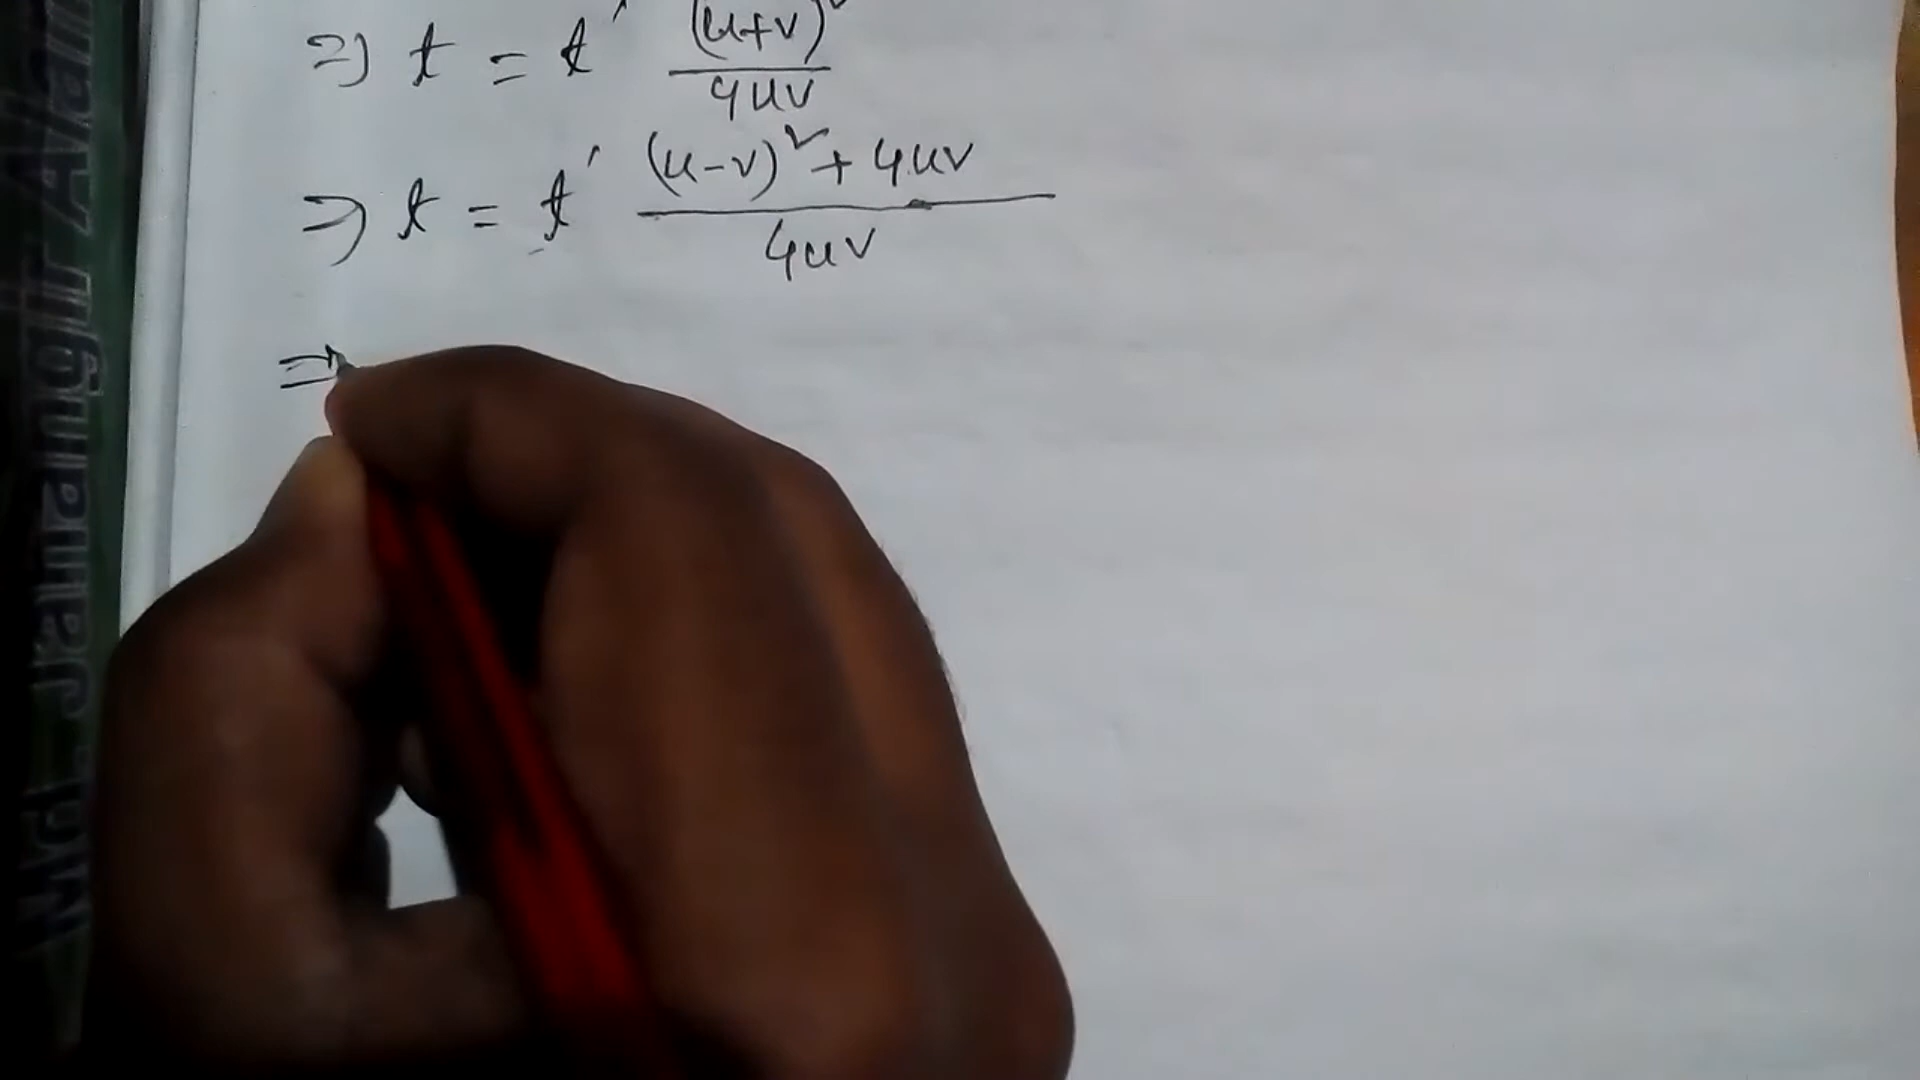 ⇒ t = t' (u+v)² / 4uv
⇒ t = t' (u-v)² + 4uv / 4uv
⇒
Md. Jahangir Alam